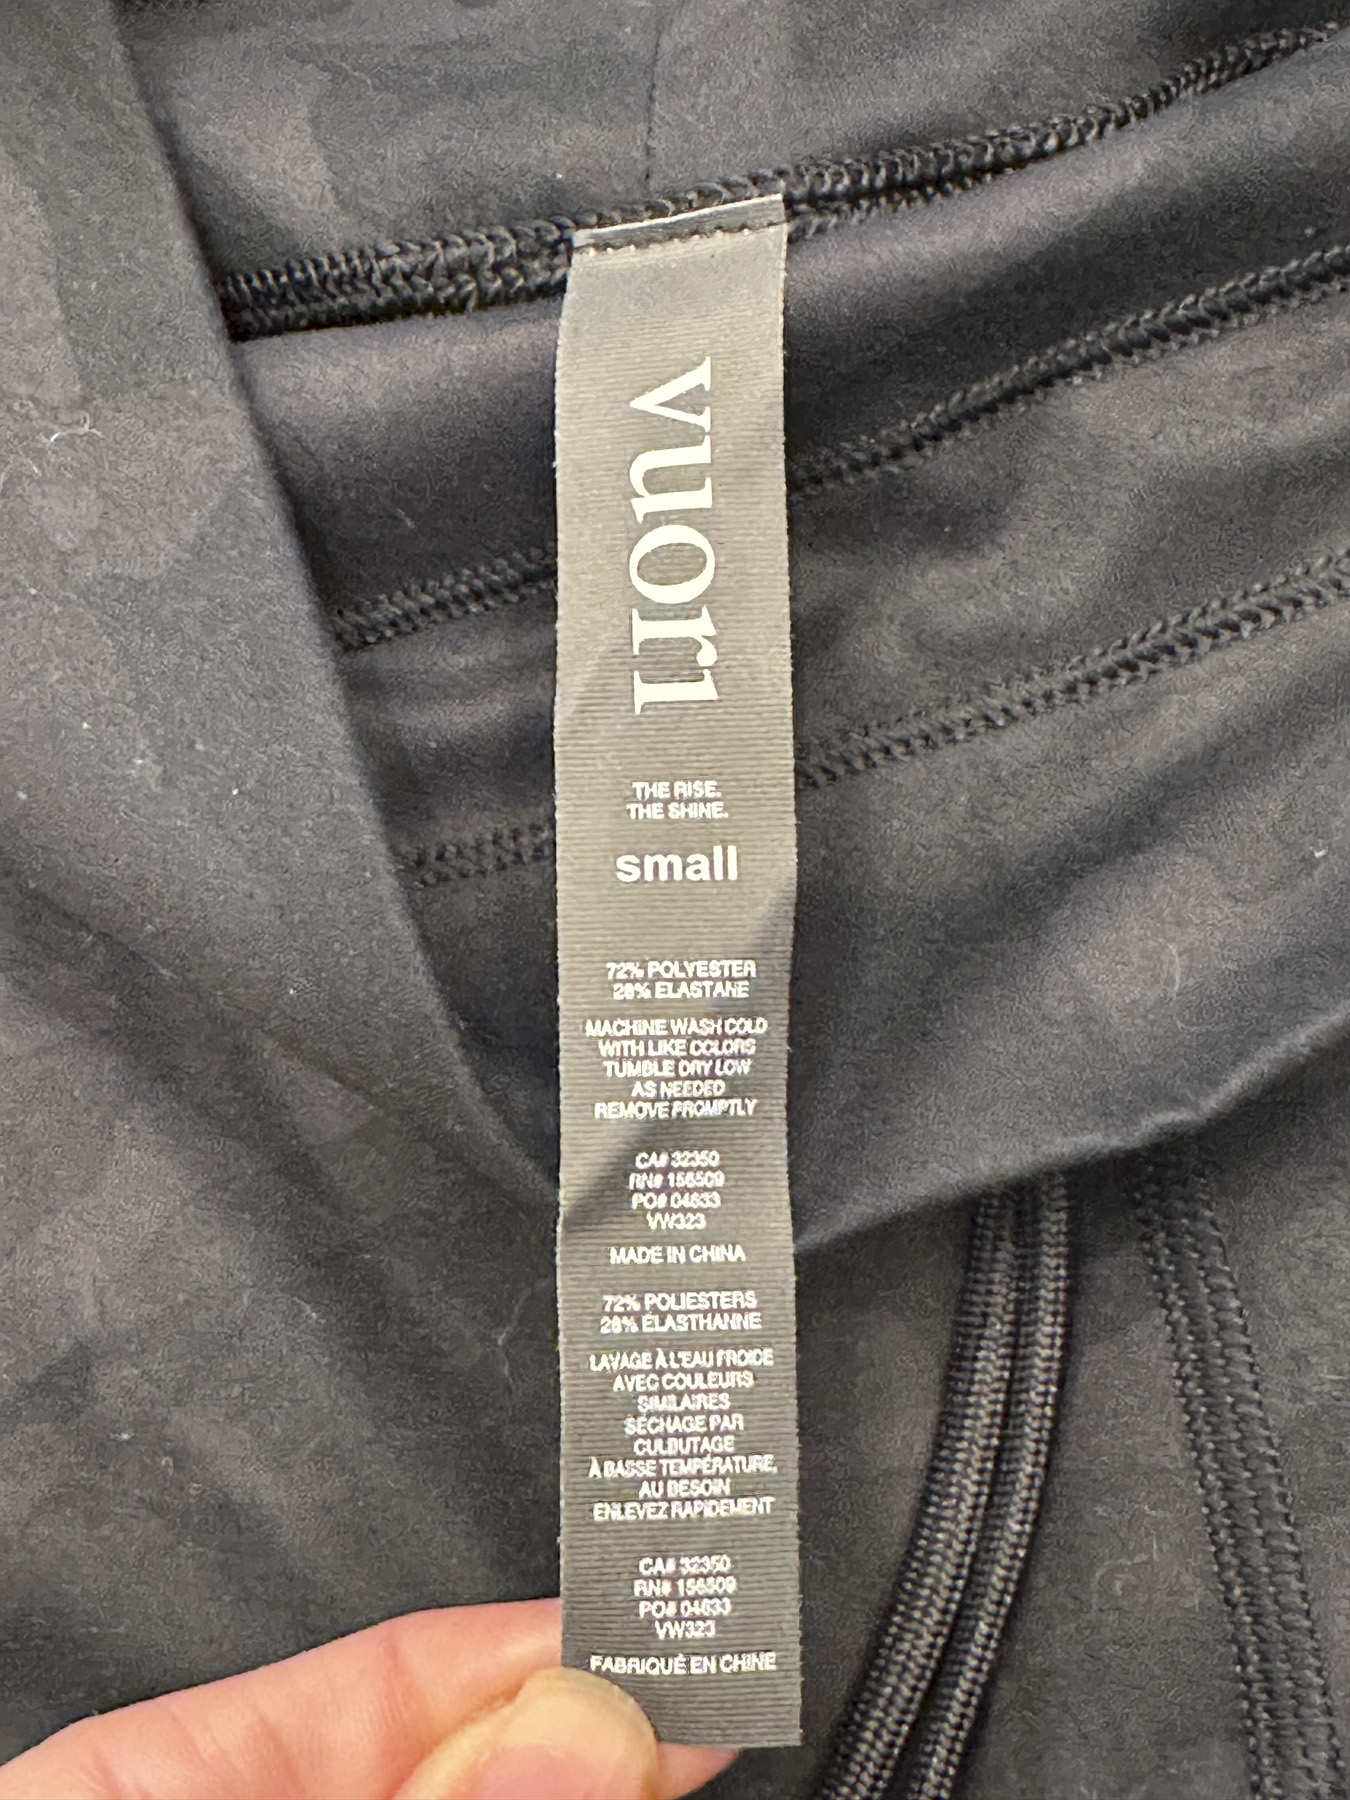 vuori
THE RISE.
THE SHINE.
small
72% POLYESTER
28% ELASTANE
MACHINE WASH COLD
WITH LIKE COLORS
TUMBLE DRY LOW
AS NEEDED
REMOVE PROMPTLY
CA# 32350
RN# 156509
PO# 04633
VW323
MADE IN CHINA
72% POLIESTERS
28% ÉLASTHANNE
LAVAGE À L'EAU FROIDE
AVEC COULEURS
SIMILAIRES
SÉCHAGE PAR
CULBUTAGE
À BASSE TEMPÉRATURE,
AU BESOIN
ENLEVEZ RAPIDEMENT
CA# 32350
RN# 156509
PO# 04633
VW323
FABRIQUÉ EN CHINE